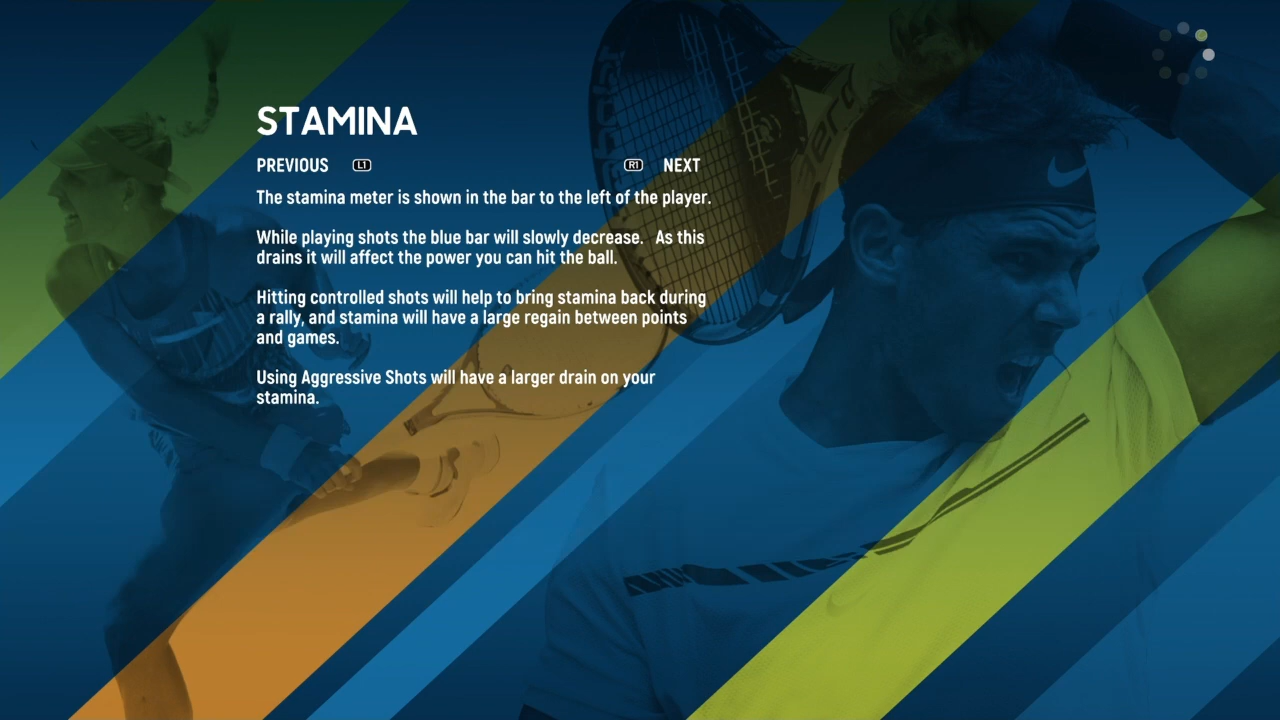 STAMINA
PREVIOUS L1 R1 NEXT
The stamina meter is shown in the bar to the left of the player.
While playing shots the blue bar will slowly decrease. As this
drains it will affect the power you can hit the ball.
Hitting controlled shots will help to bring stamina back during
a rally, and stamina will have a large regain between points
and games.
Using Aggressive Shots will have a larger drain on your
stamina.